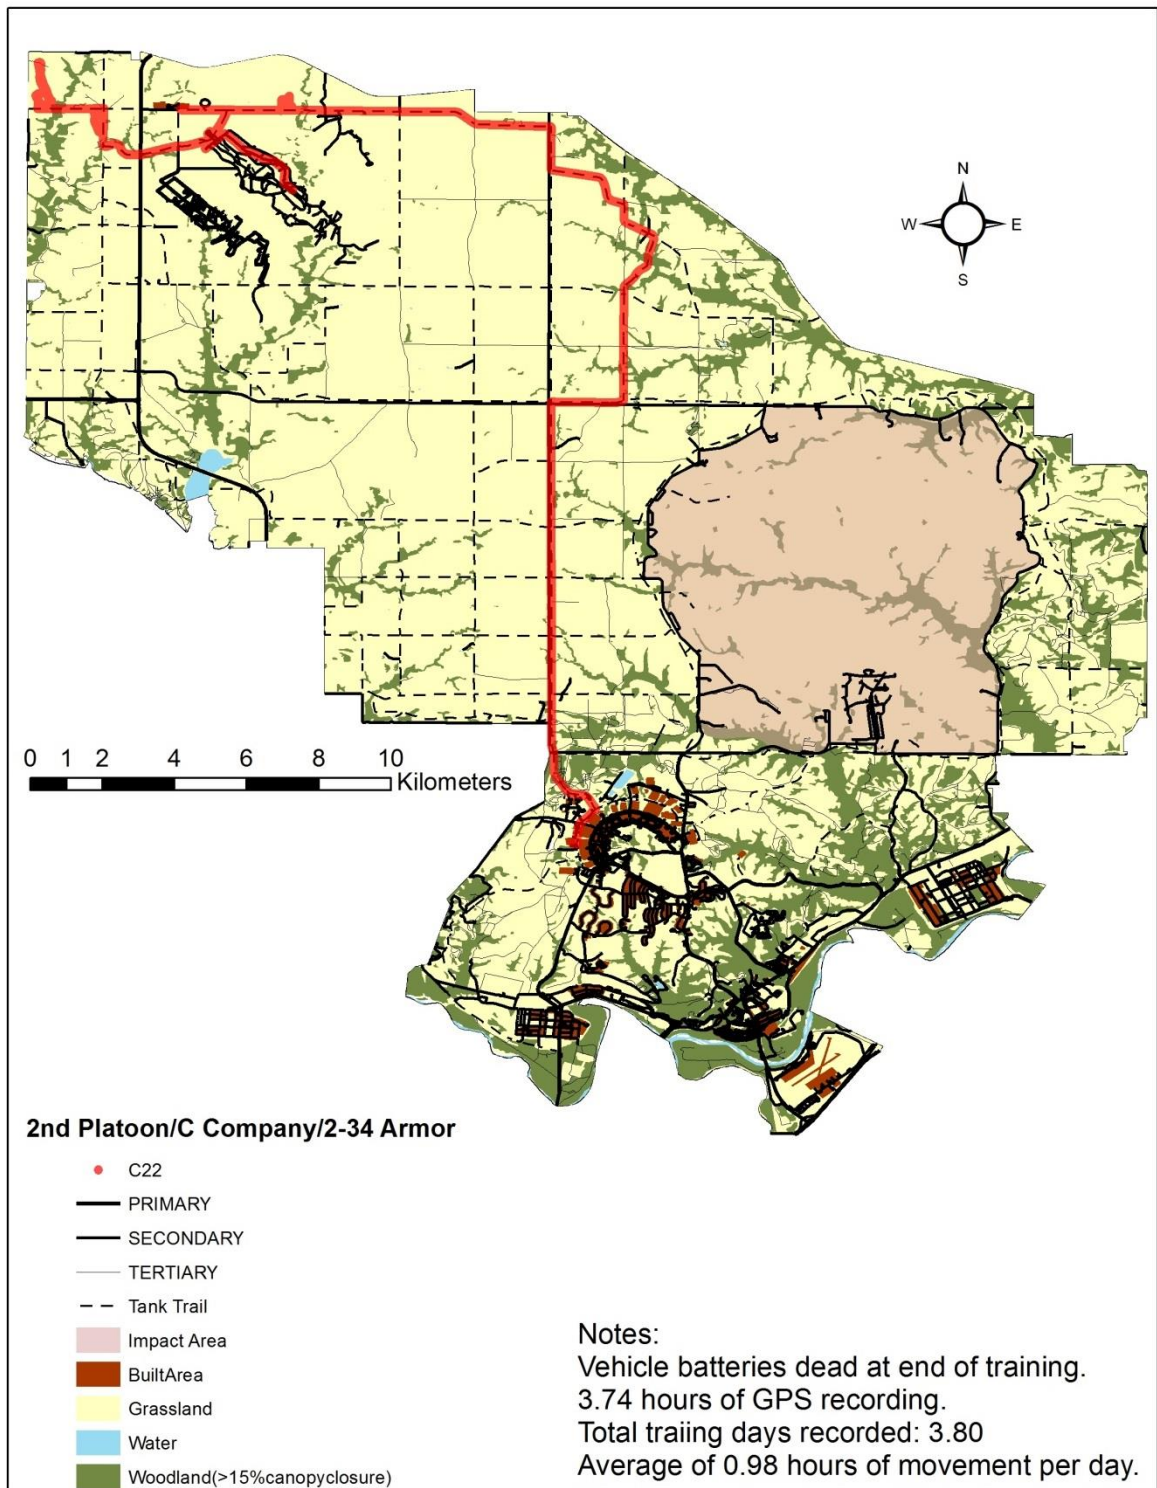 N
W E
S
0 1 2 4 6 8 10
Kilometers
2nd Platoon/C Company/2-34 Armor
C22
PRIMARY
SECONDARY
TERTIARY
Tank Trail
Impact Area
BuiltArea
Grassland
Water
Woodland(>15%canopyclosure)
Notes:
Vehicle batteries dead at end of training.
3.74 hours of GPS recording.
Total traiing days recorded: 3.80
Average of 0.98 hours of movement per day.